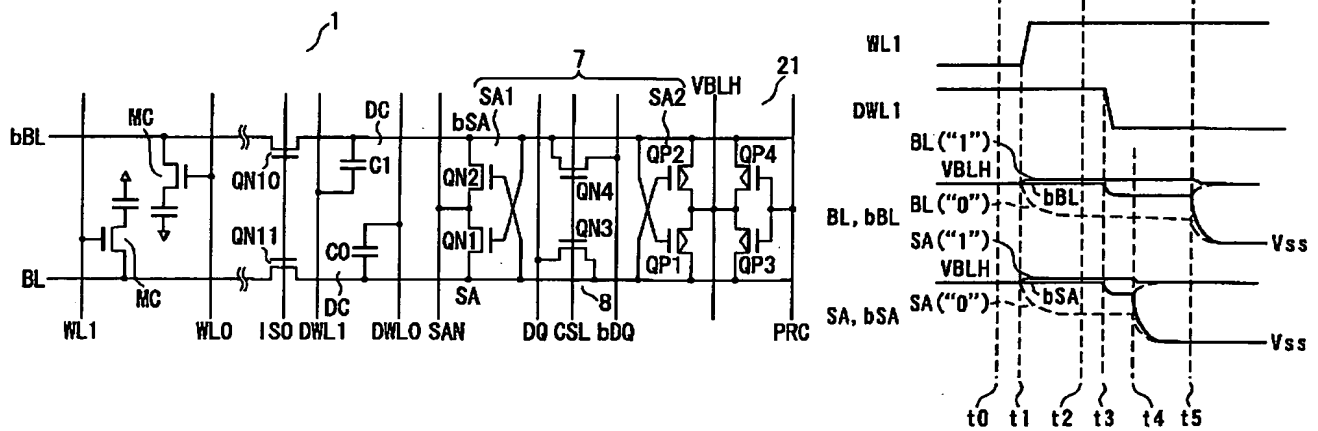 1
7
21
VBLH
SA1
SA2
bSA
DC
MC
bBL
QN10
C1
QN2
QN4
QP2
QP4
QN11
C0
QN1
QN3
QP1
QP3
BL
MC
DC
SA
8
WL1
WL0
ISO
DWL1
DWL0
SAN
DQ
CSL
bDQ
PRC
WL1
DWL1
BL("1")
VBLH
bBL
BL, bBL
BL("0")
Vss
SA("1")
VBLH
bSA
SA, bSA
SA("0")
Vss
t0
t1
t2
t3
t4
t5